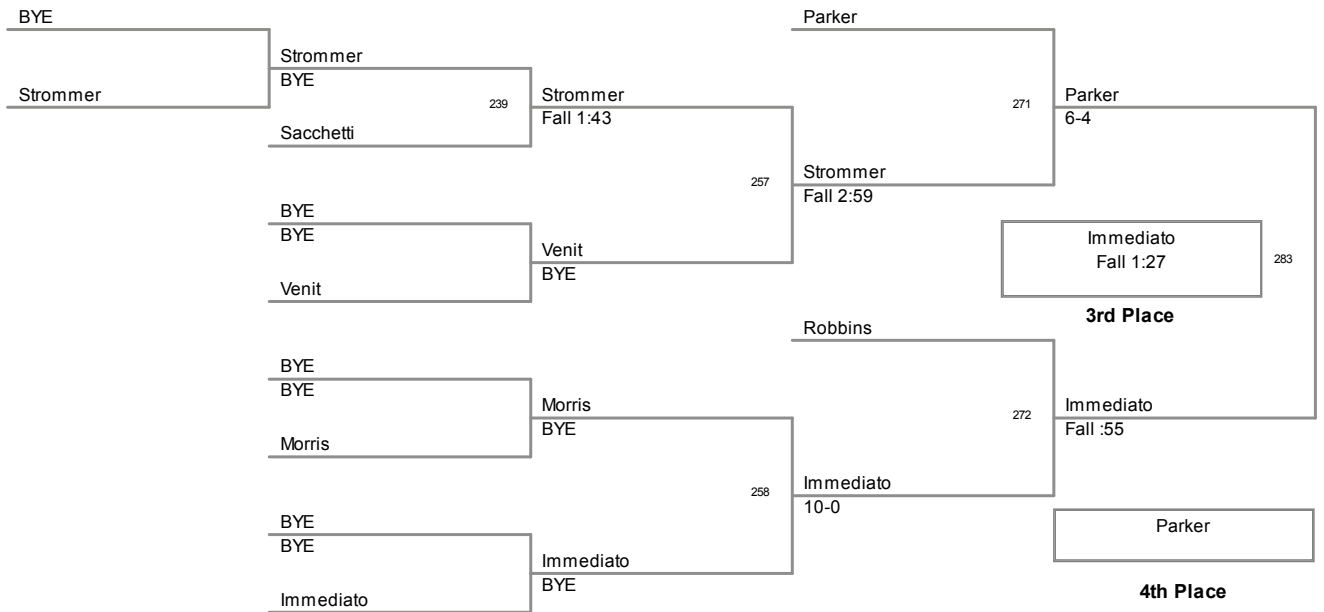 BYE
Parker
Strommer
BYE
Strommer
239
Strommer
Fall 1:43
271
Parker
6-4
Sacchetti
257
Strommer
Fall 2:59
BYE
BYE
Immediato
Fall 1:27
283
Venit
BYE
Venit
3rd Place
Robbins
BYE
BYE
Morris
BYE
272
Immediato
Fall :55
Morris
258
Immediato
10-0
BYE
BYE
Parker
Immediato
BYE
4th Place
Immediato